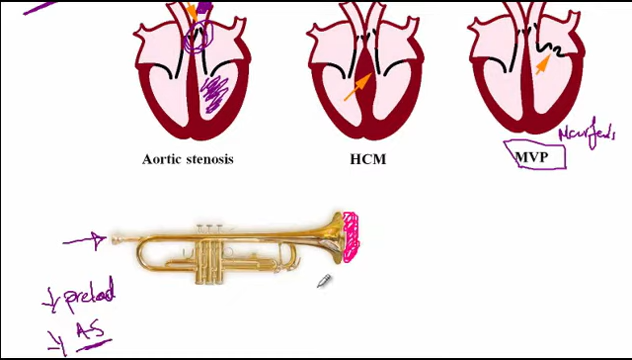 Marfan's
Aortic stenosis
HCM
MVP
↓ preload
↓ AS